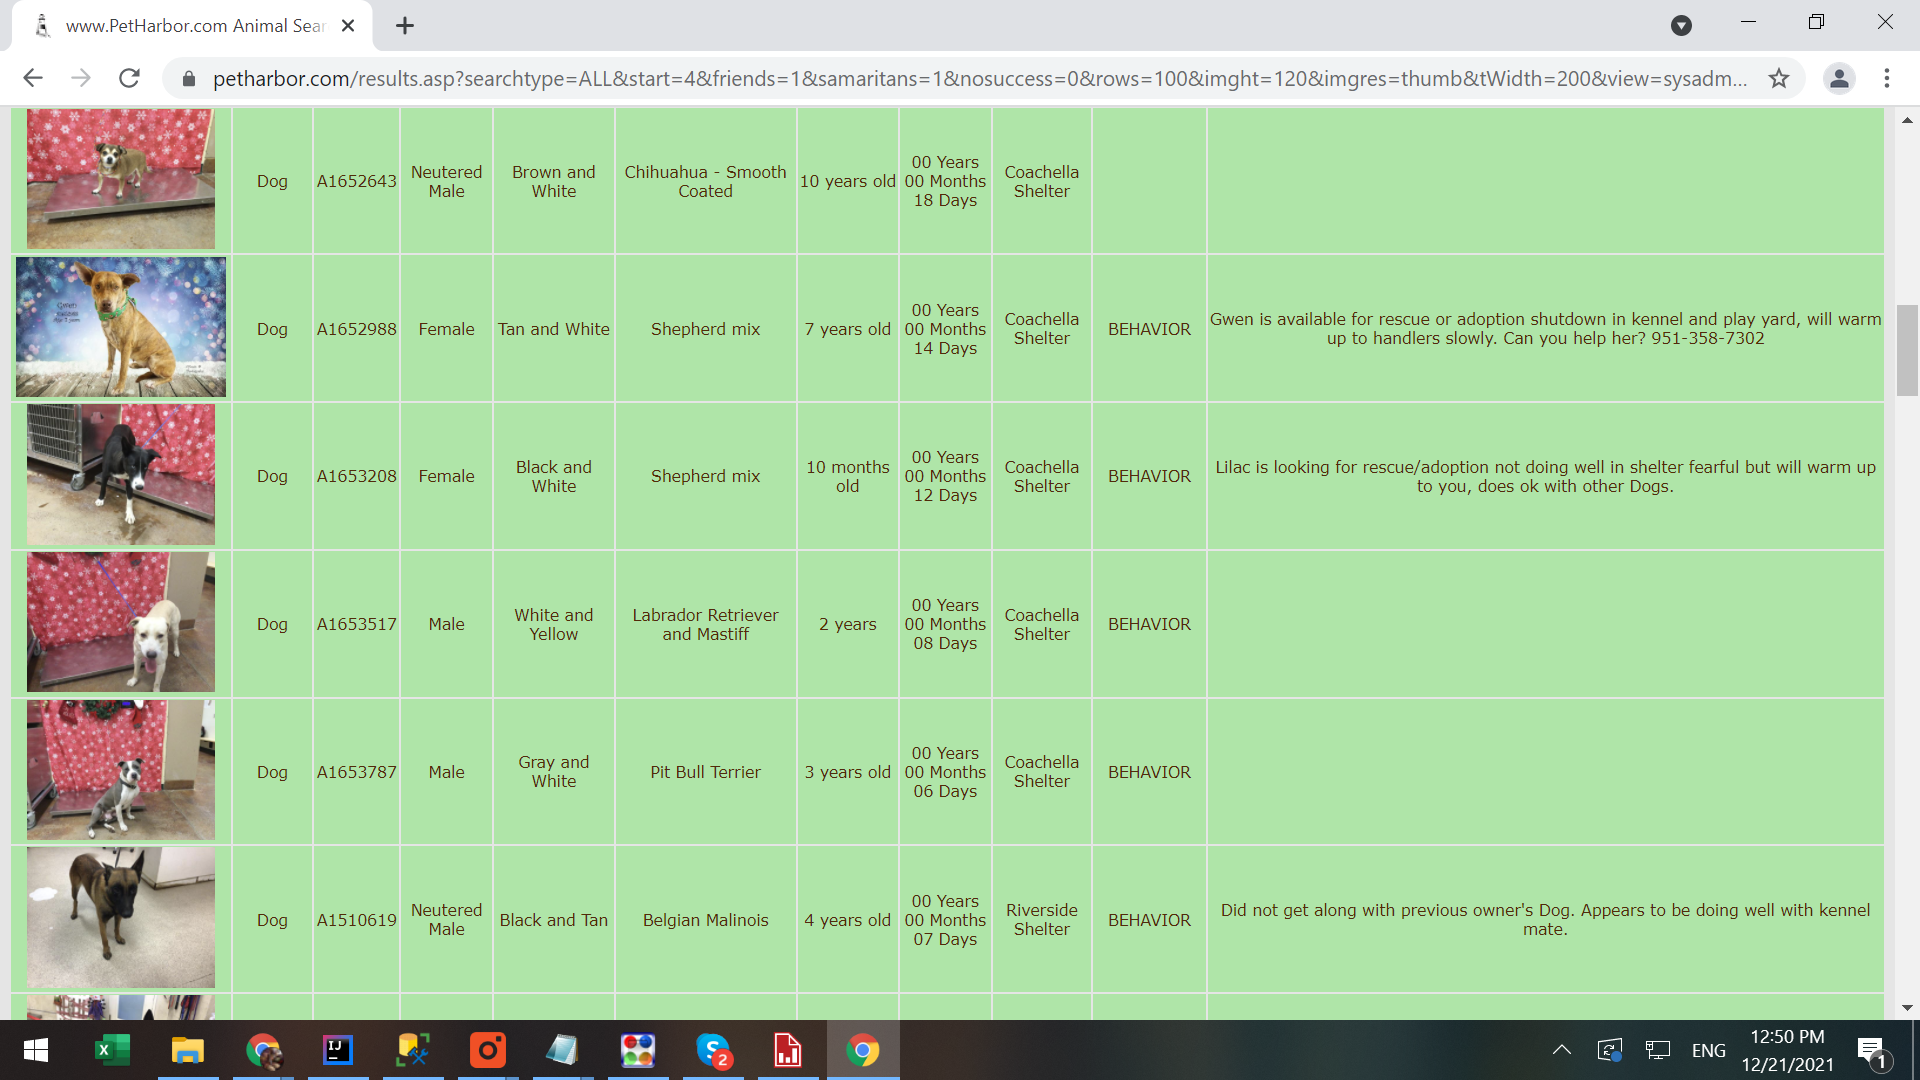 www.PetHarbor.com Animal Sear
petharbor.com/results.asp?searchtype=ALL&start=4&friends=1&samaritans=1&nosuccess=0&rows=100&imght=120&imgres=thumb&tWidth=200&view=sysadm...
Dog
A1652643
Neutered
Male
Brown and
White
Chihuahua - Smooth
Coated
10 years old
00 Years
00 Months
18 Days
Coachella
Shelter
Gwen
Dog
A1652988
Female
Tan and White
Shepherd mix
7 years old
00 Years
00 Months
14 Days
Coachella
Shelter
BEHAVIOR
Gwen is available for rescue or adoption shutdown in kennel and play yard, will warm
up to handlers slowly. Can you help her? 951-358-7302
Dog
A1653208
Female
Black and
White
Shepherd mix
10 months
old
00 Years
00 Months
12 Days
Coachella
Shelter
BEHAVIOR
Lilac is looking for rescue/adoption not doing well in shelter fearful but will warm up
to you, does ok with other Dogs.
Dog
A1653517
Male
White and
Yellow
Labrador Retriever
and Mastiff
2 years
00 Years
00 Months
08 Days
Coachella
Shelter
BEHAVIOR
Dog
A1653787
Male
Gray and
White
Pit Bull Terrier
3 years old
00 Years
00 Months
06 Days
Coachella
Shelter
BEHAVIOR
Dog
A1510619
Neutered
Male
Black and Tan
Belgian Malinois
4 years old
00 Years
00 Months
07 Days
Riverside
Shelter
BEHAVIOR
Did not get along with previous owner's Dog. Appears to be doing well with kennel
mate.
X
IJ
S
2
ENG
12:50 PM
12/21/2021
1